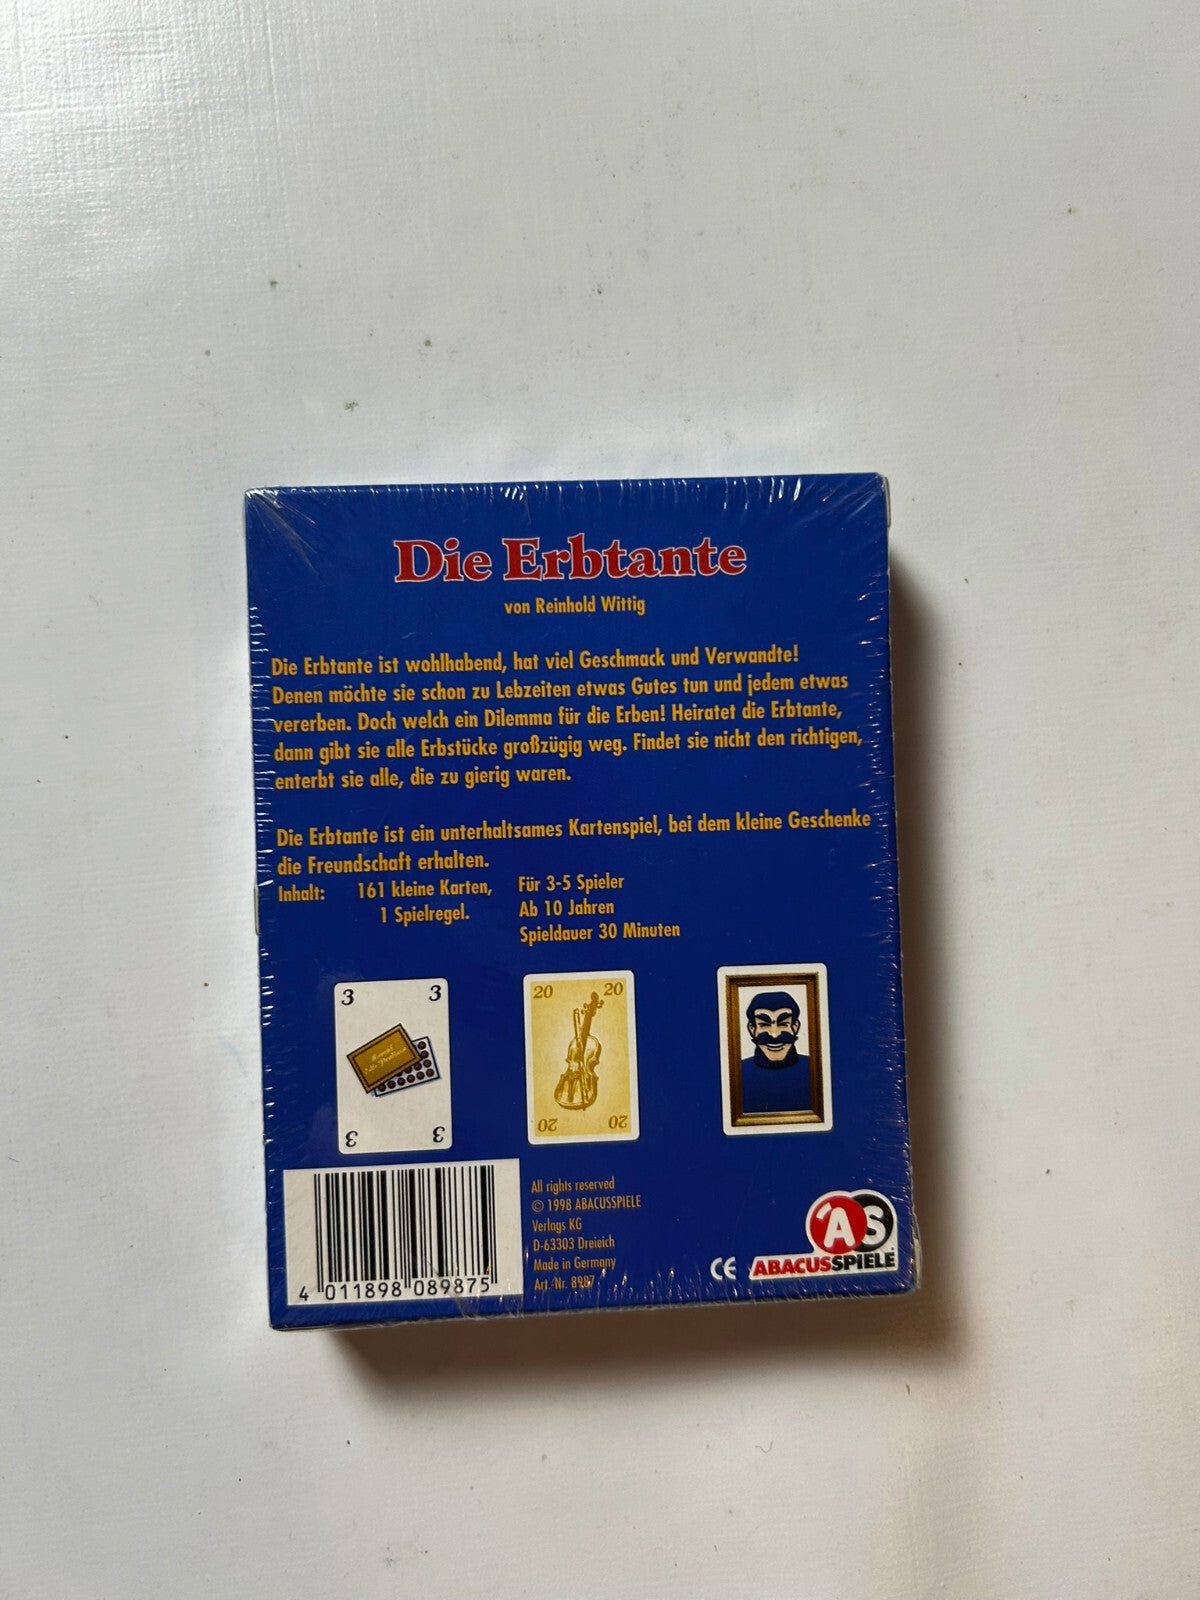 Die Erbtante
von Reinhold Wittig
Die Erbtante ist wohlhabend, hat viel Geschmack und Verwandte!
Denen möchte sie schon zu Lebzeiten etwas Gutes tun und jedem etwas
vererben. Doch welch ein Dilemma für die Erben! Heiratet die Erbtante,
dann gibt sie alle Erbstücke großzügig weg. Findet sie nicht den richtigen,
enterbt sie alle, die zu gierig waren.
Die Erbtante ist ein unterhaltsames Kartenspiel, bei dem kleine Geschenke
die Freundschaft erhalten.
Inhalt: 161 kleine Karten,
1 Spielregel.
Für 3-5 Spieler
Ab 10 Jahren
Spieldauer 30 Minuten
3 3
3 3
20 20
20 20
4 011898 089875
All rights reserved
© 1998 ABACUSSPIELE
Verlags KG
D-63303 Dreieich
Made in Germany
Art.-Nr. 8987
CE
AS
ABACUSSPIELE